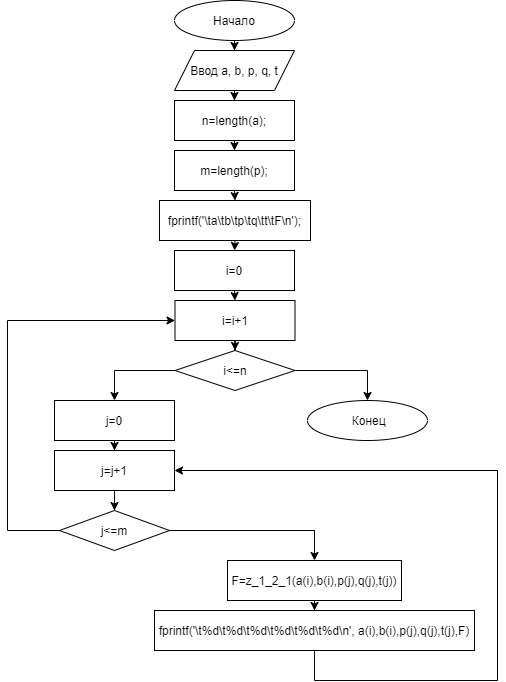 Начало
Ввод a, b, p, q, t
n=length(a);
m=length(p);
fprintf('\ta\tb\tp\tq\tt\tF\n');
i=0
i=i+1
i<=n
j=0
Конец
j=j+1
j<=m
F=z_1_2_1(a(i),b(i),p(j),q(j),t(j))
fprintf('\t%d\t%d\t%d\t%d\t%d\t%d\n', a(i),b(i),p(j),q(j),t(j),F)